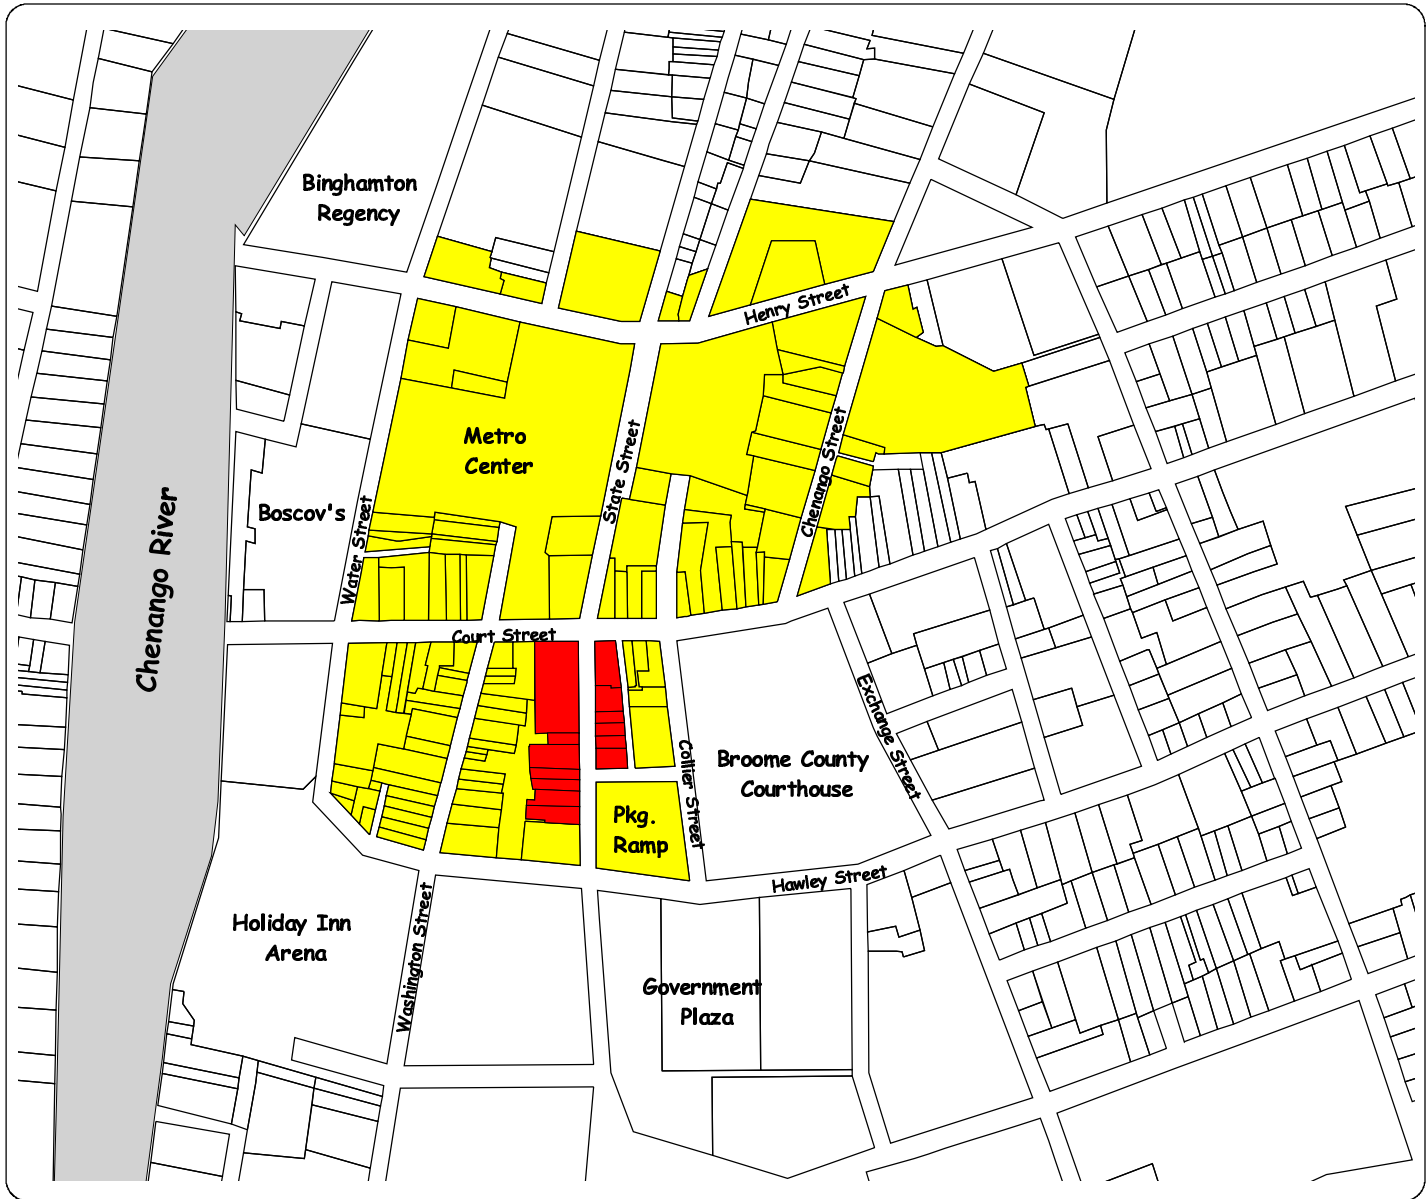 Binghamton
Regency
Henry Street
Metro
Center
State Street
Chenango Street
Boscov's
Water Street
Chenango River
Court Street
Exchange Street
Collier Street
Broome County
Courthouse
Pkg.
Ramp
Hawley Street
Washington Street
Holiday Inn
Arena
Government
Plaza